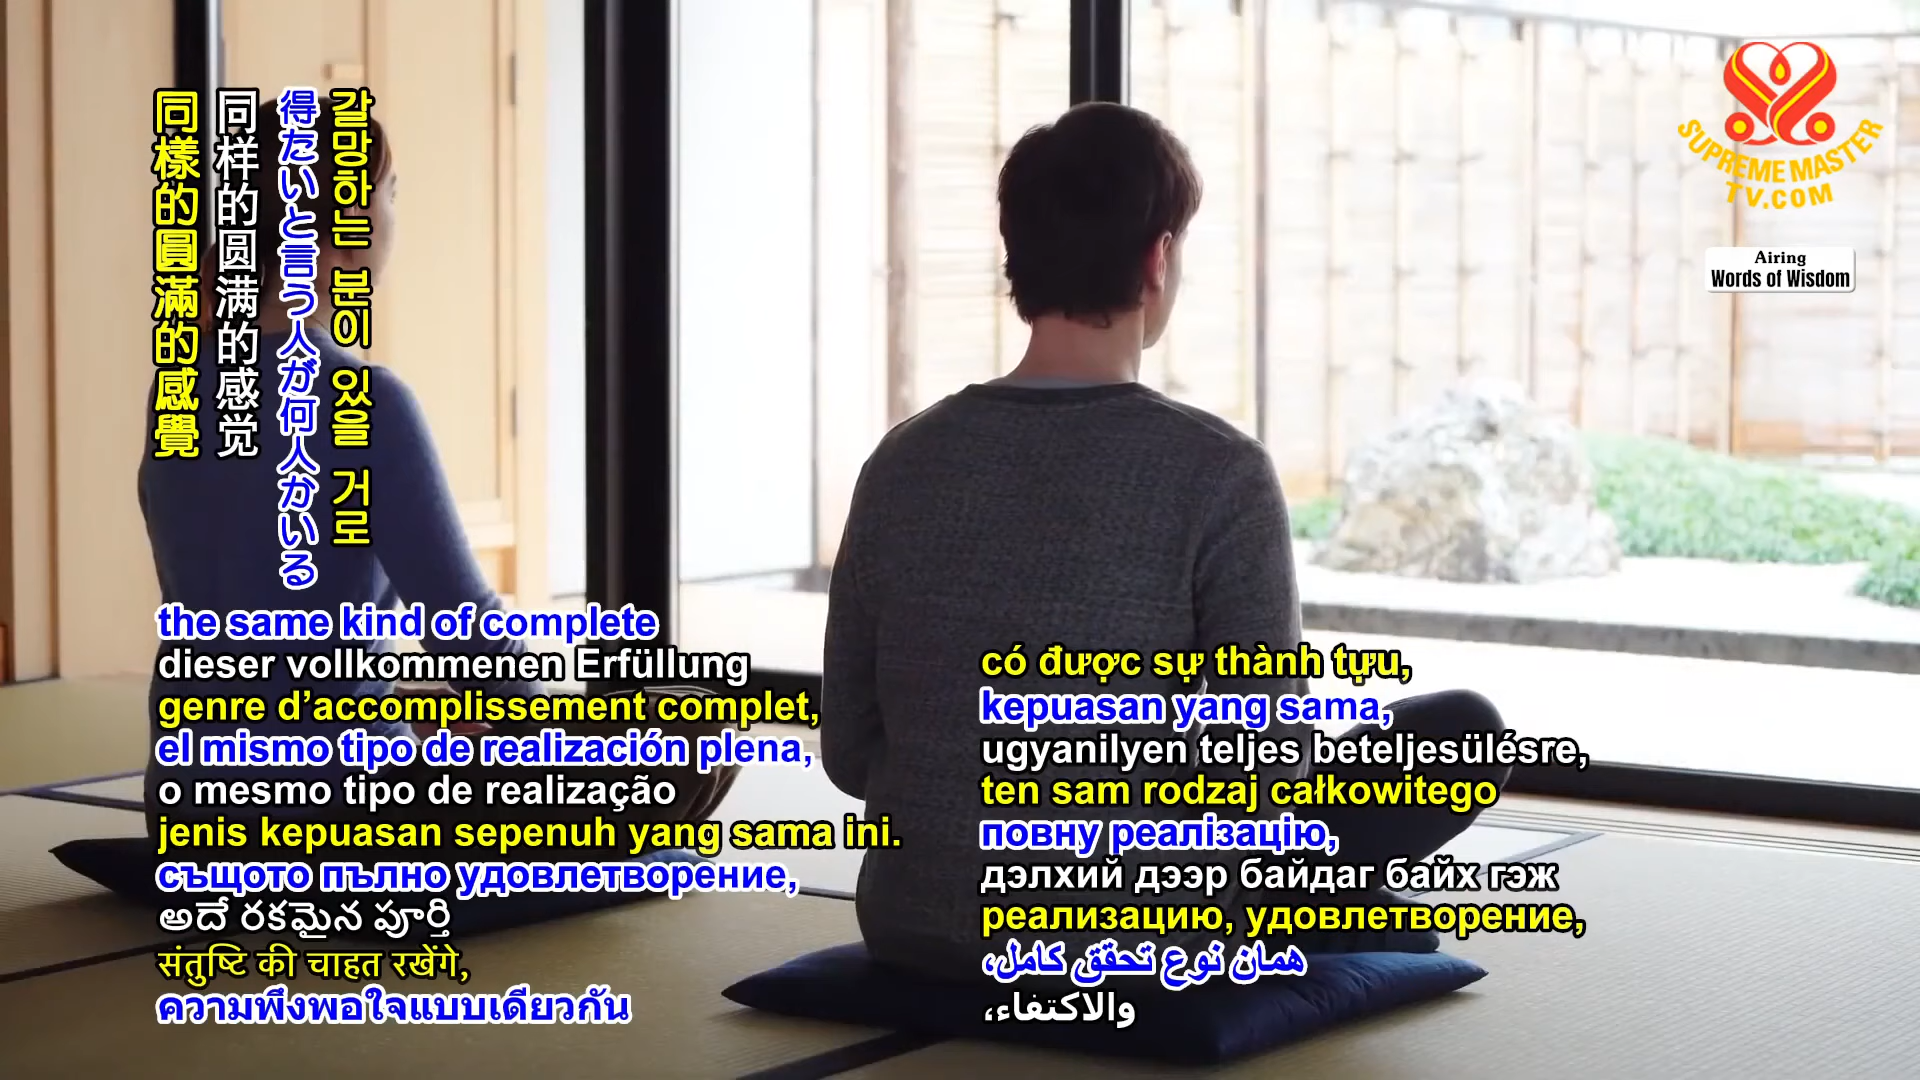 同樣的圓滿的感覺
同样的圆满的感觉
得たいと言う人が何人かいる
갈망하는 분이 있을 거로
the same kind of complete
dieser vollkommenen Erfüllung
genre d’accomplissement complet,
el mismo tipo de realización plena,
o mesmo tipo de realização
jenis kepuasan sepenuh yang sama ini.
същото пълно удовлетворение,
అదే రకమైన పూర్తి
संतुष्टि की चाहत रखेंगे,
ความพึงพอใจแบบเดียวกัน
có được sự thành tựu,
kepuasan yang sama,
ugyanilyen teljes beteljesülésre,
ten sam rodzaj całkowitego
повну реалізацію,
дэлхий дээр байдаг байх гэж
реализацию, удовлетворение,
همان نوع تحقق کامل،
والاكتفاء،
SUPREME MASTER
TV.COM
Airing
Words of Wisdom